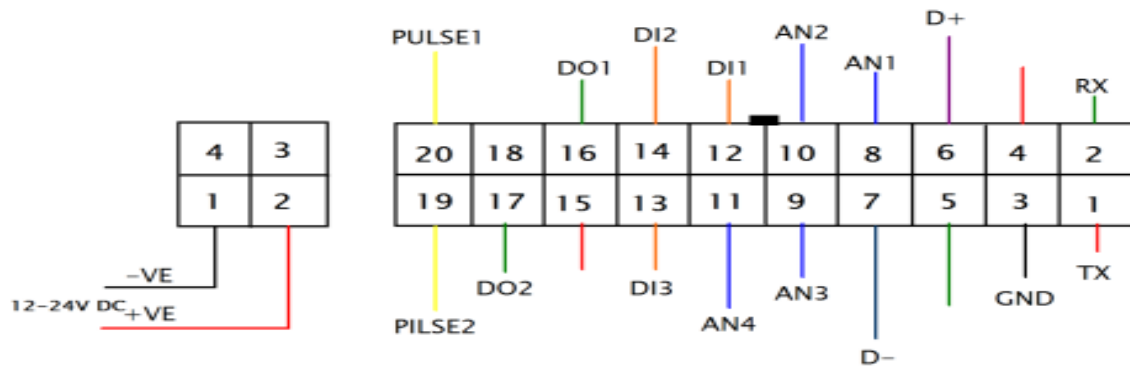 D+
DI2
AN2
PULSE1
DO1
DI1
AN1
RX
4 3
20 18 16 14 12 10 8 6 4 2
1 2
19 17 15 13 11 9 7 5 3 1
-VE
12-24V DC
+VE
DO2
DI3
AN3
GND
TX
PILSE2
AN4
D-